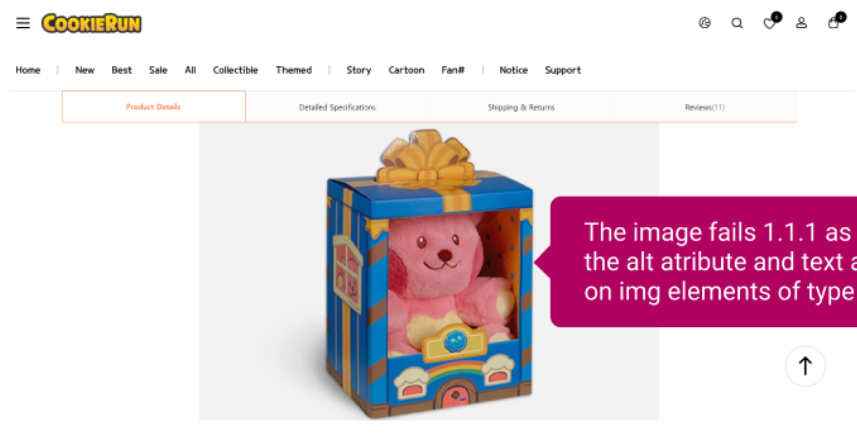 COOKIERUN
0 0
Home New Best Sale All Collectible Themed Story Cartoon Fan# Notice Support
Product Details Detailed Specifications Shipping & Returns Reviews(11)
The image fails 1.1.1 as
the alt atribute and text a
on img elements of type